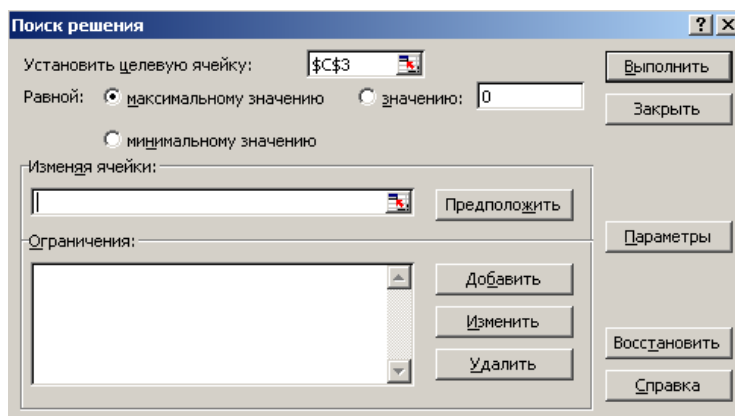 Поиск решения
Установить целевую ячейку: $C$3
Выполнить
Равной: максимальному значению значению: 0
Закрыть
минимальному значению
Изменяя ячейки:
Предположить
Ограничения:
Параметры
Добавить
Изменить
Удалить
Восстановить
Справка